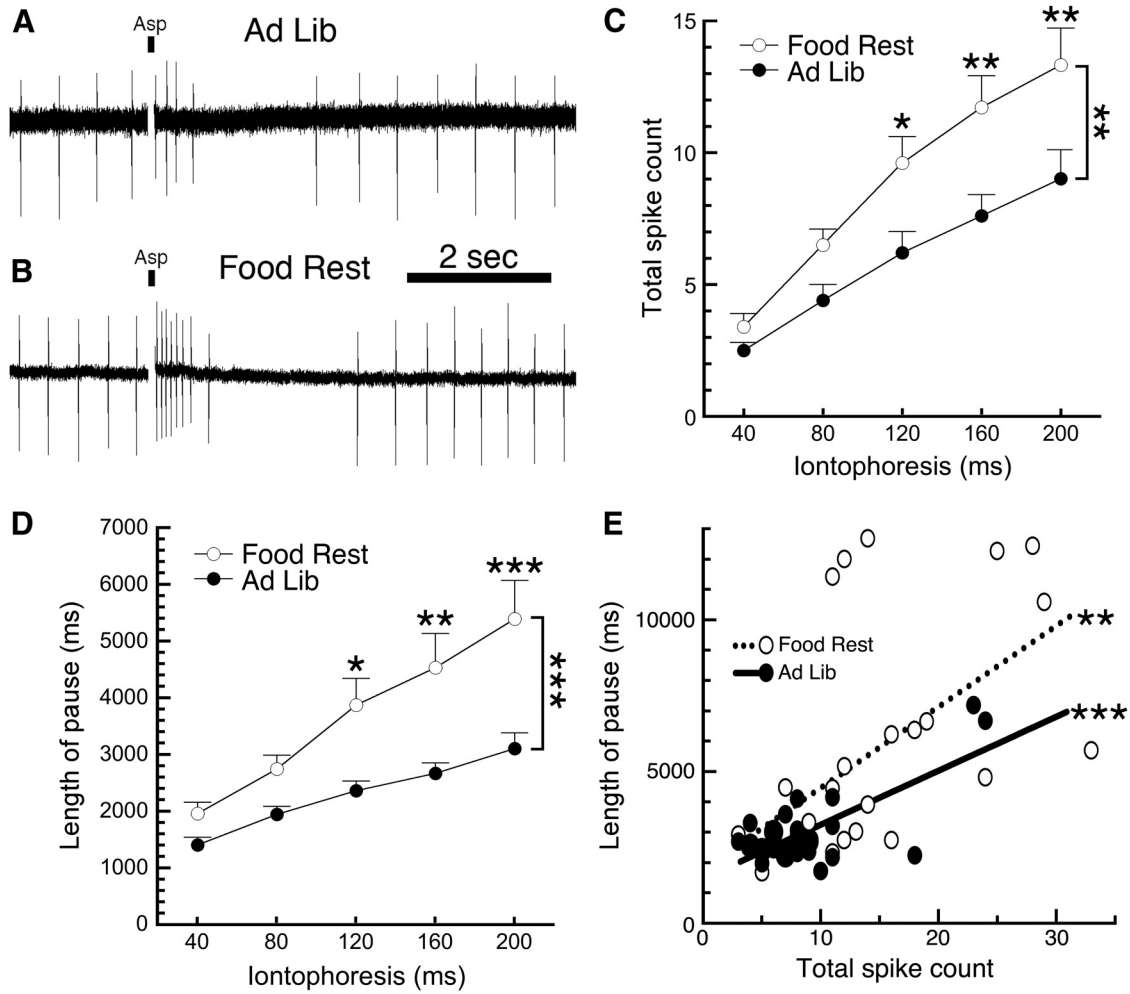 A
Asp
Ad Lib
B
Asp
Food Rest
2 sec
C
Food Rest
Ad Lib
Total spike count
15
10
5
0
*
**
**
**
40 80 120 160 200
Iontophoresis (ms)
D
Food Rest
Ad Lib
Length of pause (ms)
7000
6000
5000
4000
3000
2000
1000
0
*
**
***
***
40 80 120 160 200
Iontophoresis (ms)
E
Food Rest
Ad Lib
Length of pause (ms)
10000
5000
0
**
***
0 10 20 30
Total spike count